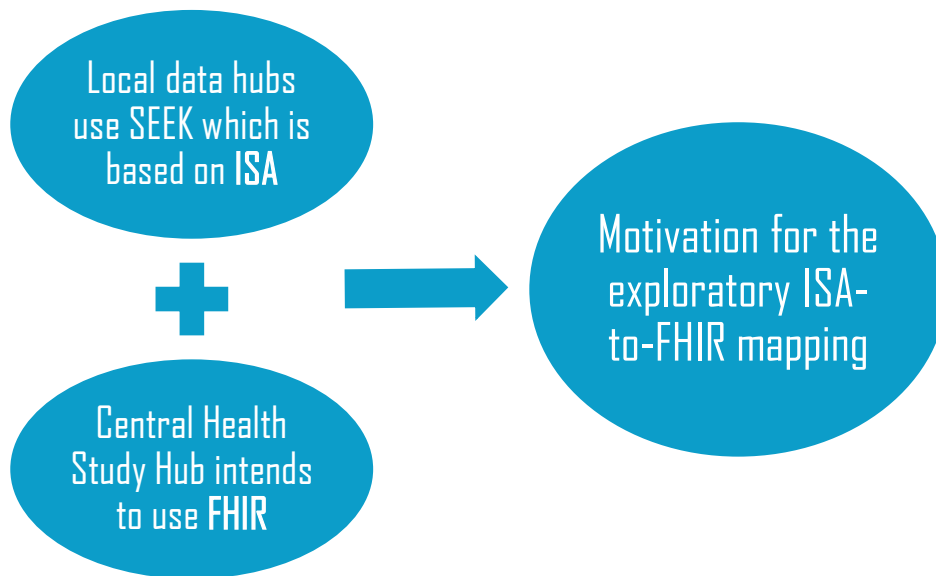 Local data hubs
use SEEK which is
based on ISA
Central Health
Study Hub intends
to use FHIR
Motivation for the
exploratory ISA-
to-FHIR mapping